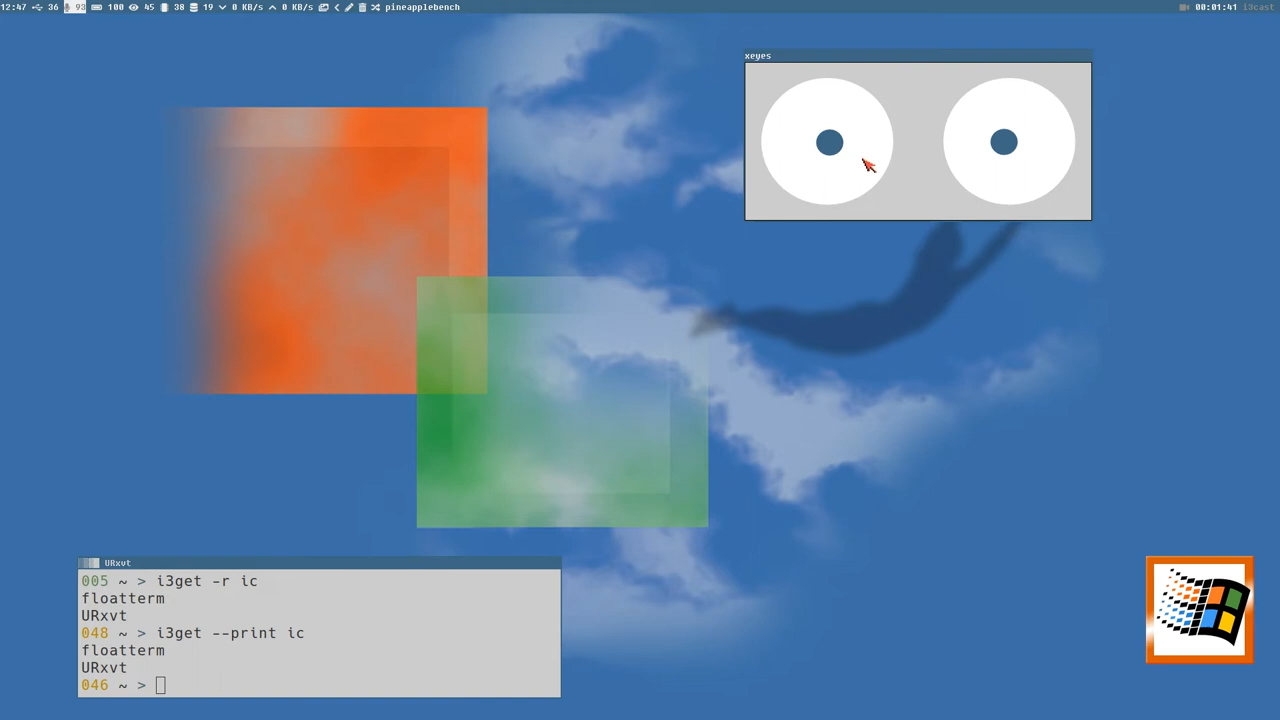 12:47 36 93 100 45 38 19 0 KB/s 0 KB/s pineapplebench 00:01:41 i3cast
xeyes
URxvt
005 ~ > i3get -r ic
floatterm
URxvt
048 ~ > i3get --print ic
floatterm
URxvt
046 ~ >